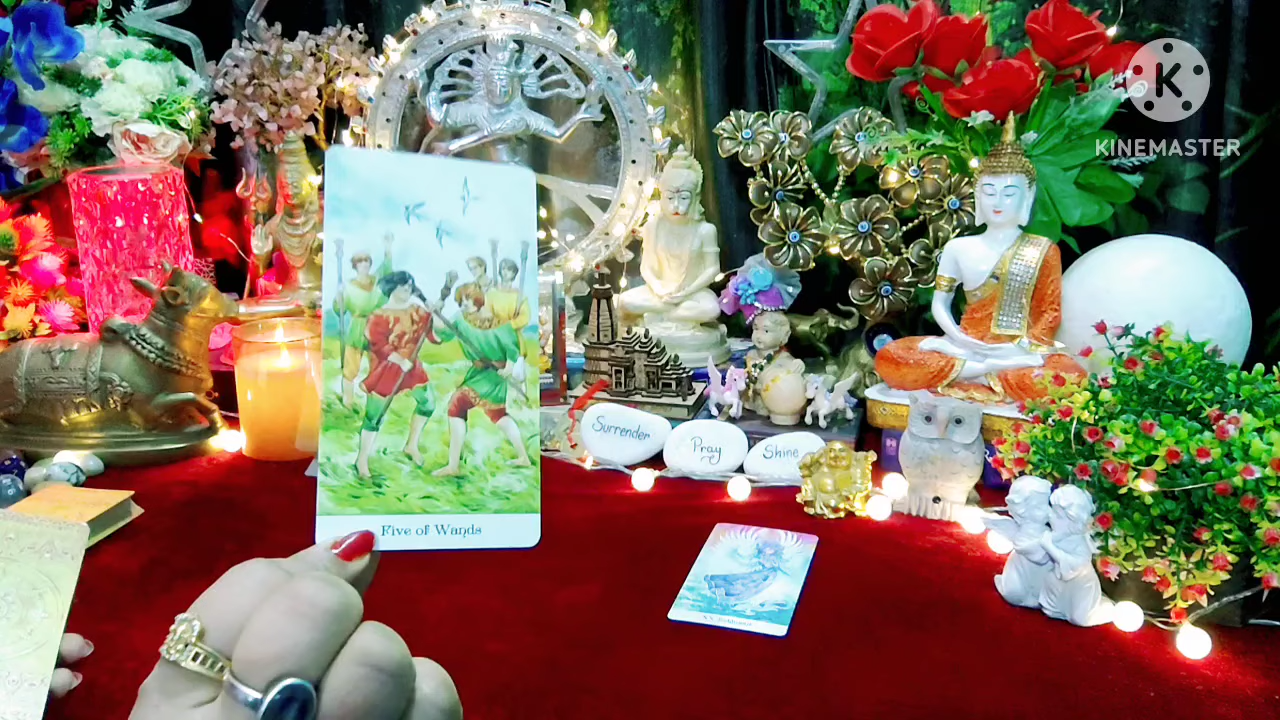 K
KINEMASTER
Surrender
Pray
Shine
Five of Wands